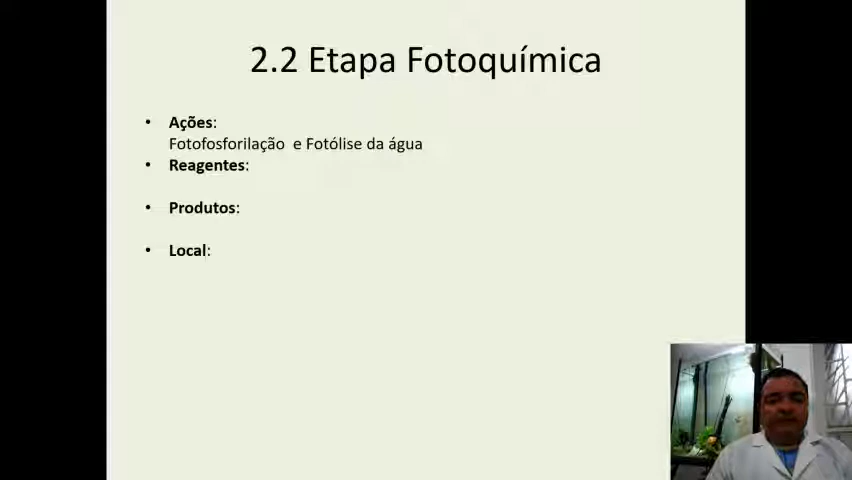 2.2 Etapa Fotoquímica
• Ações:
Fotofosforilação e Fotólise da água
• Reagentes:
• Produtos:
• Local: